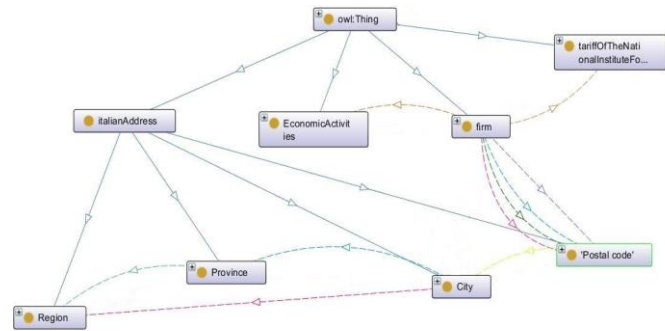 owl:Thing
tariffOfTheNati
onalInstituteFo...
italianAddress
EconomicActivit
ies
firm
'Postal code'
Province
City
Region